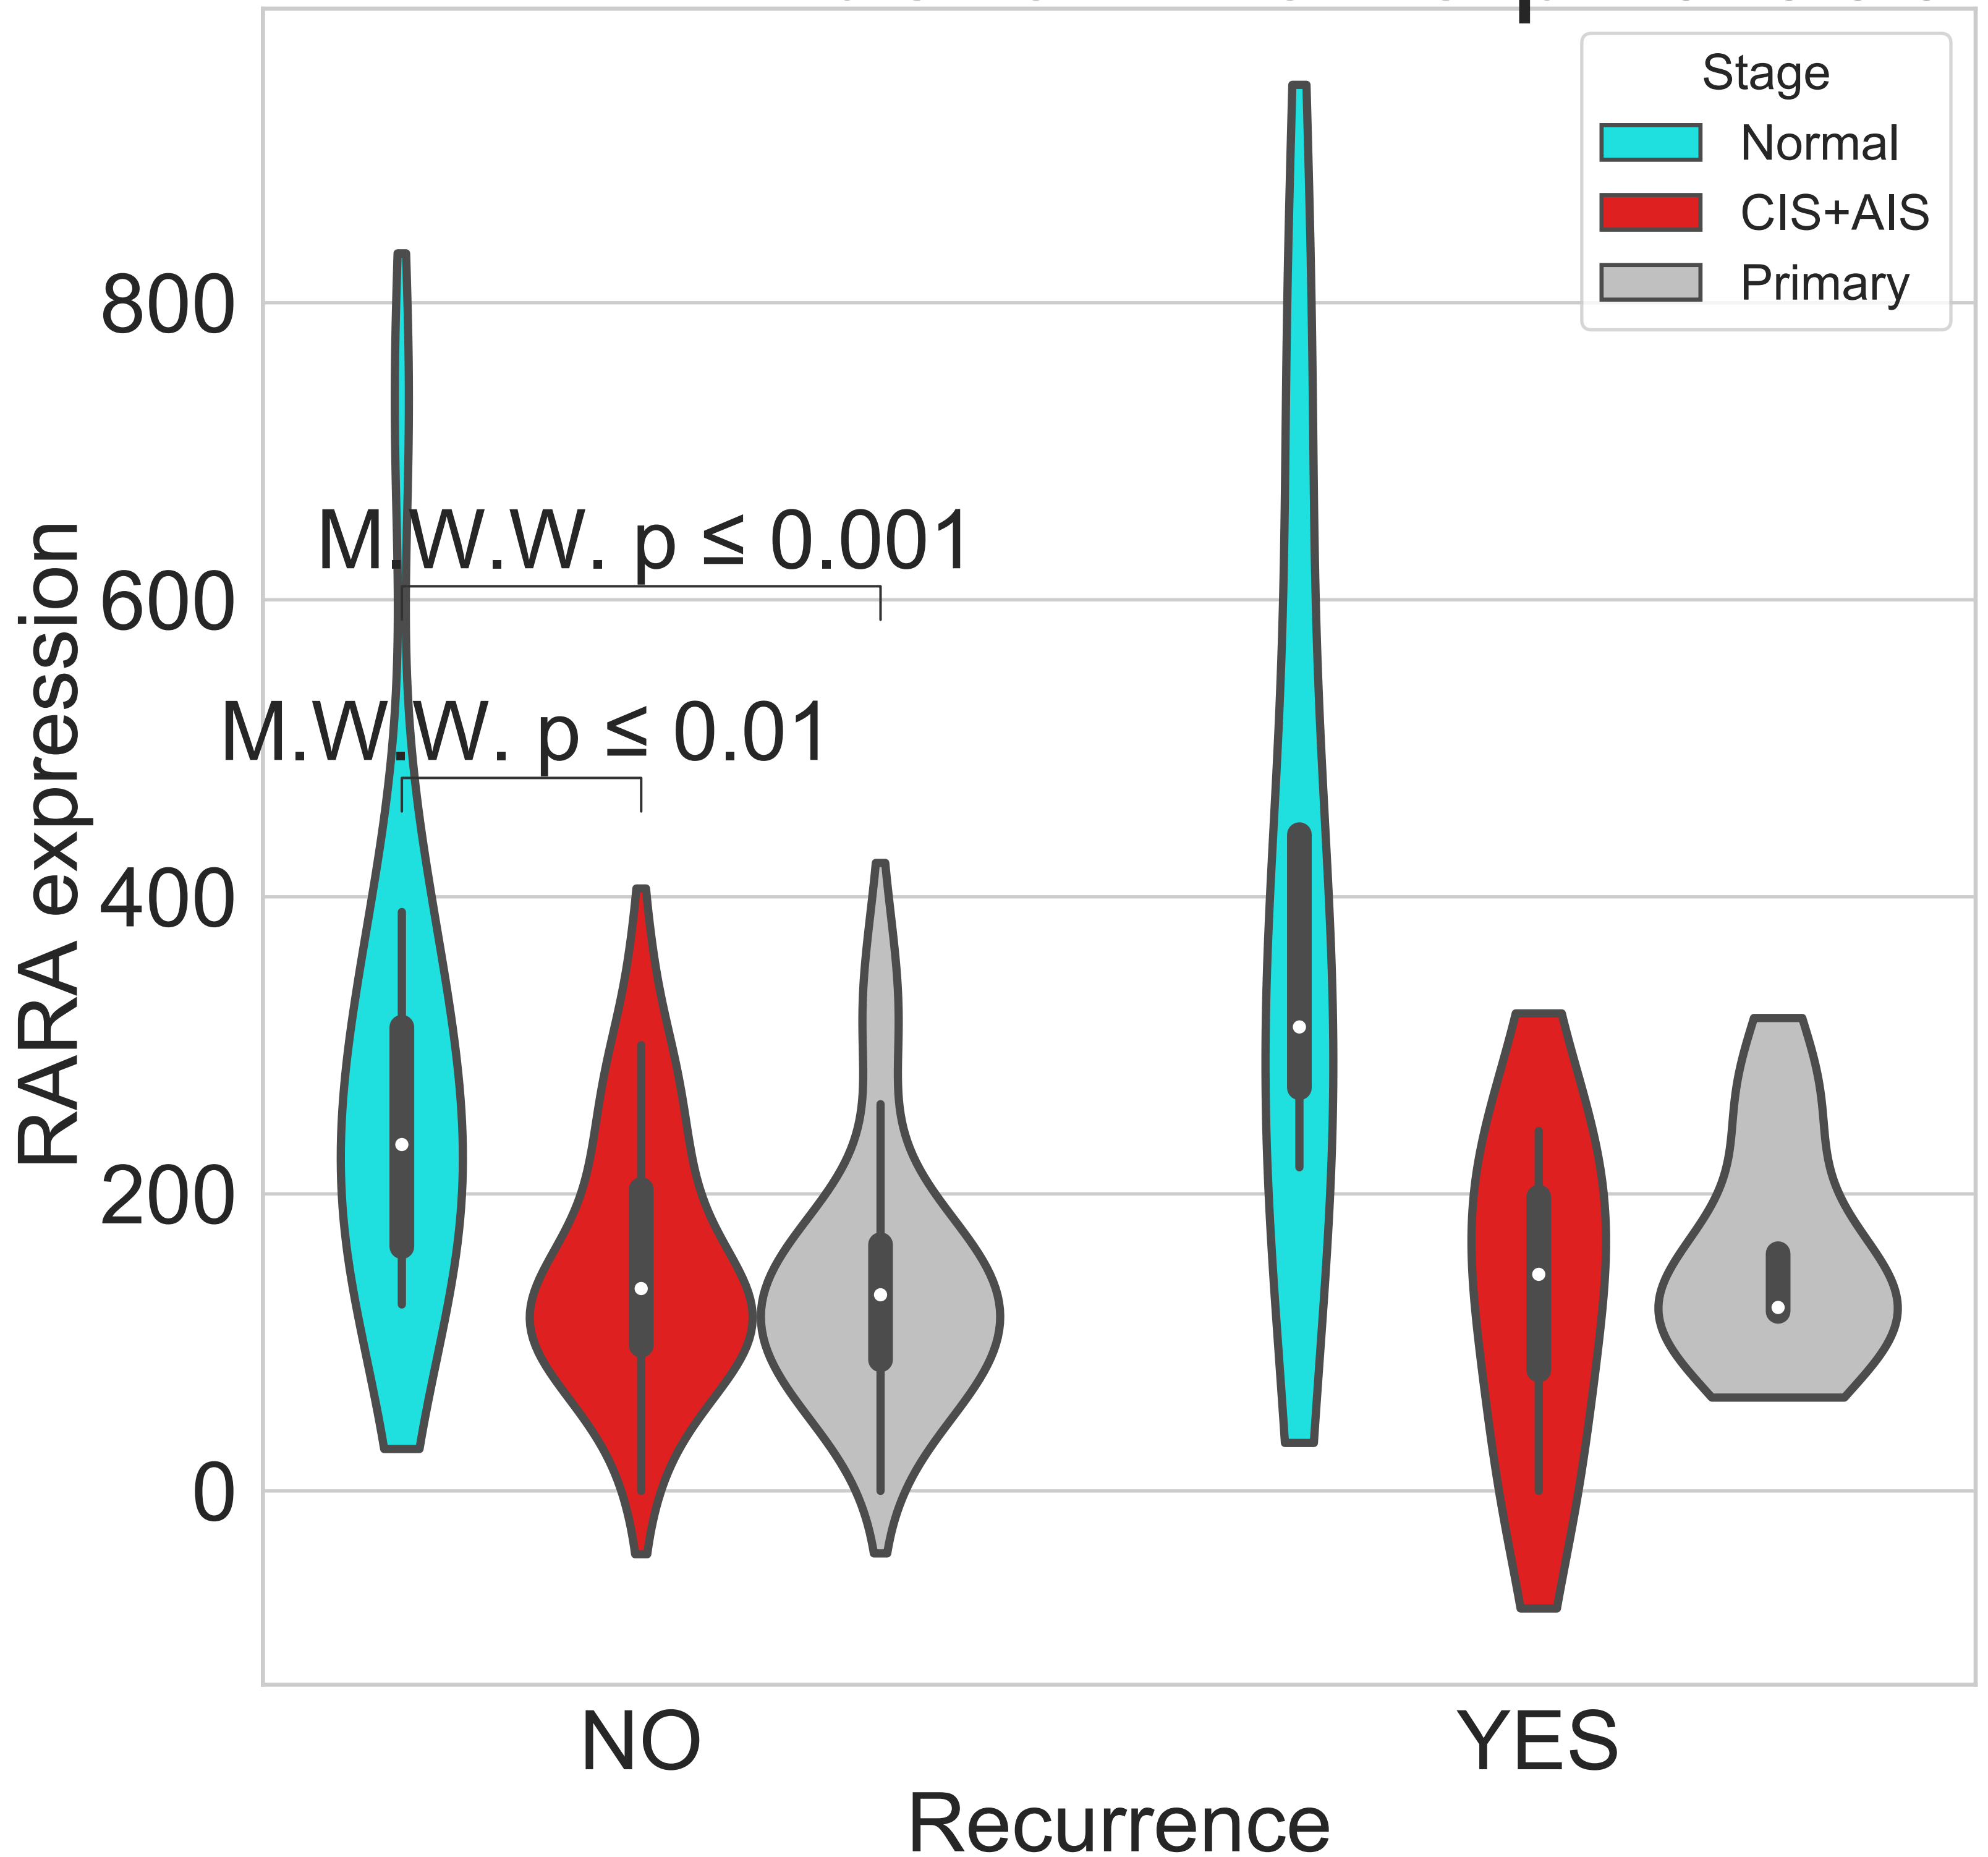 Stage
Normal
CIS+AIS
Primary
800
600
400
200
0
RARA expression
M.W.W. p ≤ 0.001
M.W.W. p ≤ 0.01
NO
YES
Recurrence